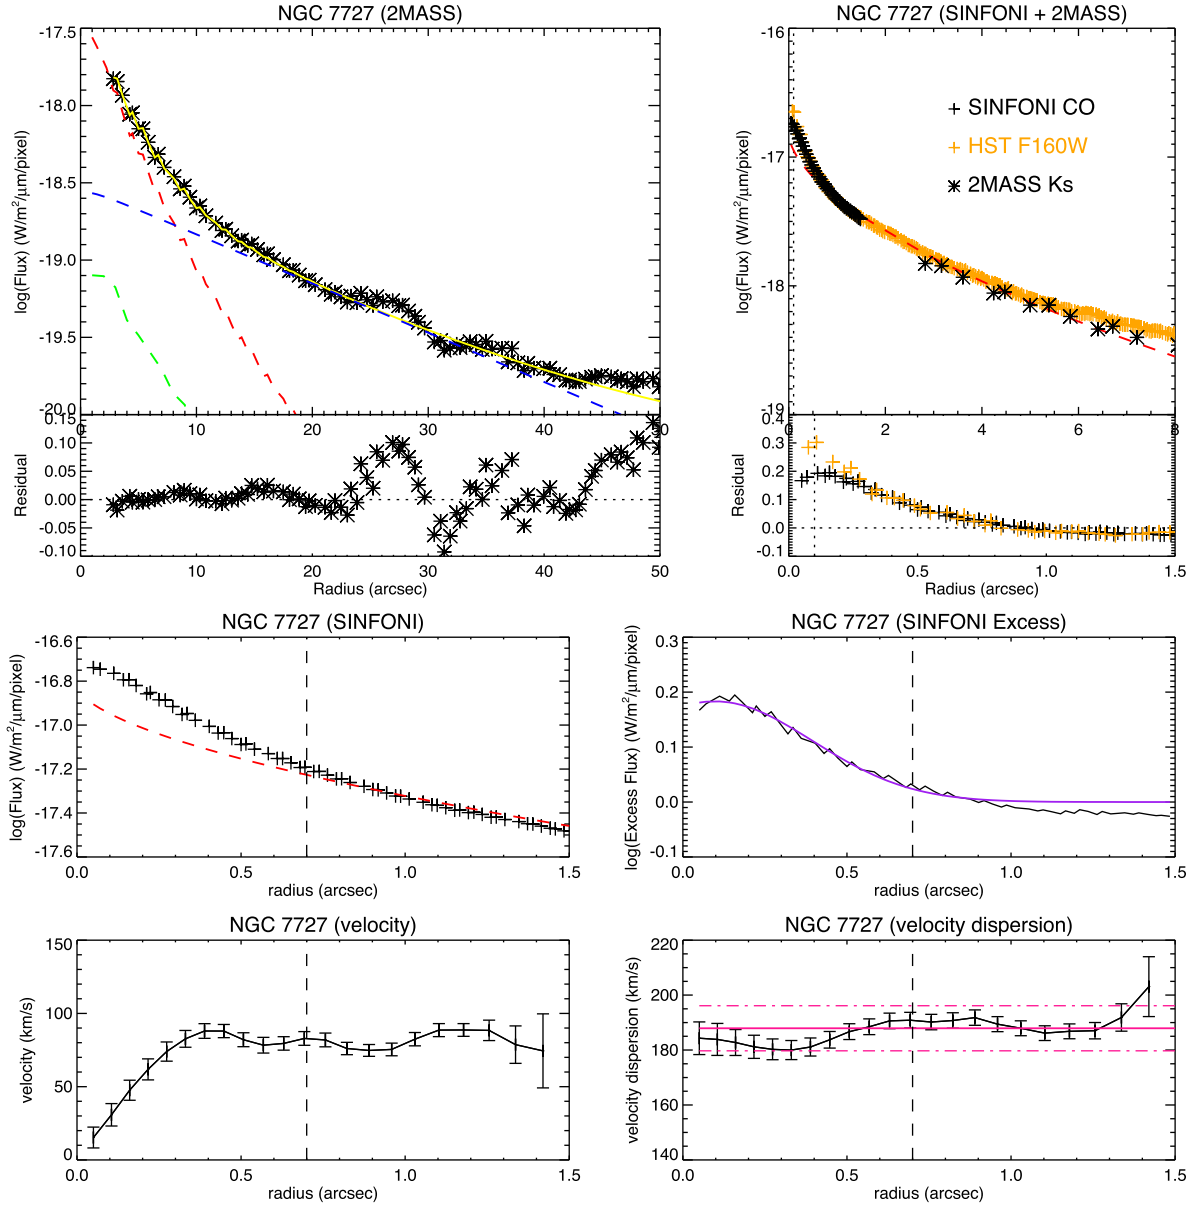 NGC 7727 (2MASS)
-17.5
-18.0
-18.5
-19.0
-19.5
-20.0
log(Flux) (W/m²/μm/pixel)
0 10 20 30 40 50
0.15
0.10
0.05
0.00
-0.05
-0.10
Residual
0 10 20 30 40 50
Radius (arcsec)
NGC 7727 (SINFONI + 2MASS)
-16
-17
-18
-19
log(Flux) (W/m²/μm/pixel)
SINFONI CO
HST F160W
2MASS Ks
0 2 4 6 8
0.4
0.3
0.2
0.1
0.0
-0.1
Residual
0.0 0.5 1.0 1.5
Radius (arcsec)
NGC 7727 (SINFONI)
-16.6
-16.8
-17.0
-17.2
-17.4
-17.6
log(Flux) (W/m²/μm/pixel)
0.0 0.5 1.0 1.5
radius (arcsec)
NGC 7727 (SINFONI Excess)
0.3
0.2
0.1
0.0
-0.1
log(Excess Flux) (W/m²/μm/pixel)
0.0 0.5 1.0 1.5
radius (arcsec)
NGC 7727 (velocity)
150
100
50
0
velocity (km/s)
0.0 0.5 1.0 1.5
radius (arcsec)
NGC 7727 (velocity dispersion)
220
200
180
160
140
velocity dispersion (km/s)
0.0 0.5 1.0 1.5
radius (arcsec)